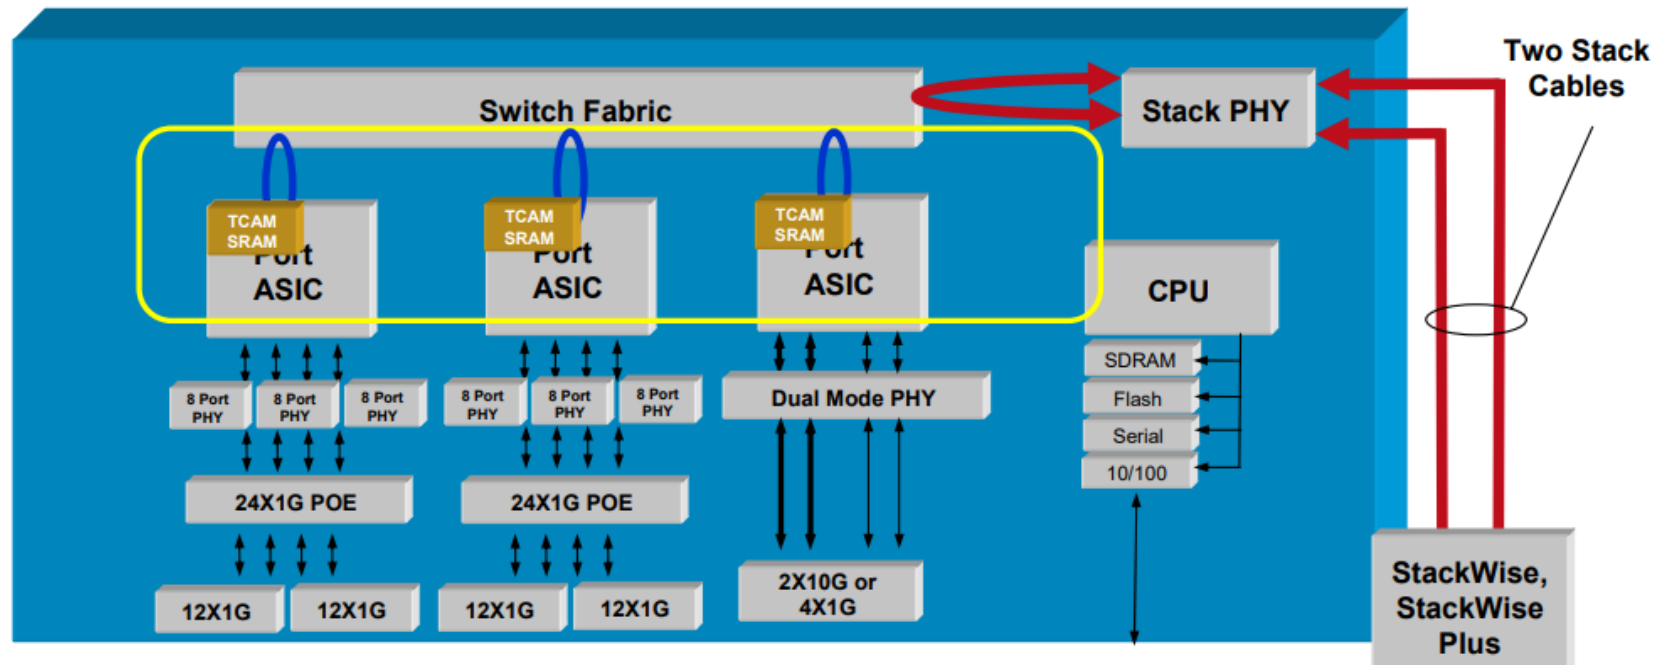 Two Stack
Cables
Switch Fabric
Stack PHY
TCAM
SRAM
Port
ASIC
TCAM
SRAM
Port
ASIC
TCAM
SRAM
Port
ASIC
CPU
SDRAM
Flash
Serial
10/100
8 Port
PHY
8 Port
PHY
8 Port
PHY
8 Port
PHY
8 Port
PHY
8 Port
PHY
Dual Mode PHY
24X1G POE
24X1G POE
12X1G
12X1G
12X1G
12X1G
2X10G or
4X1G
StackWise,
StackWise
Plus